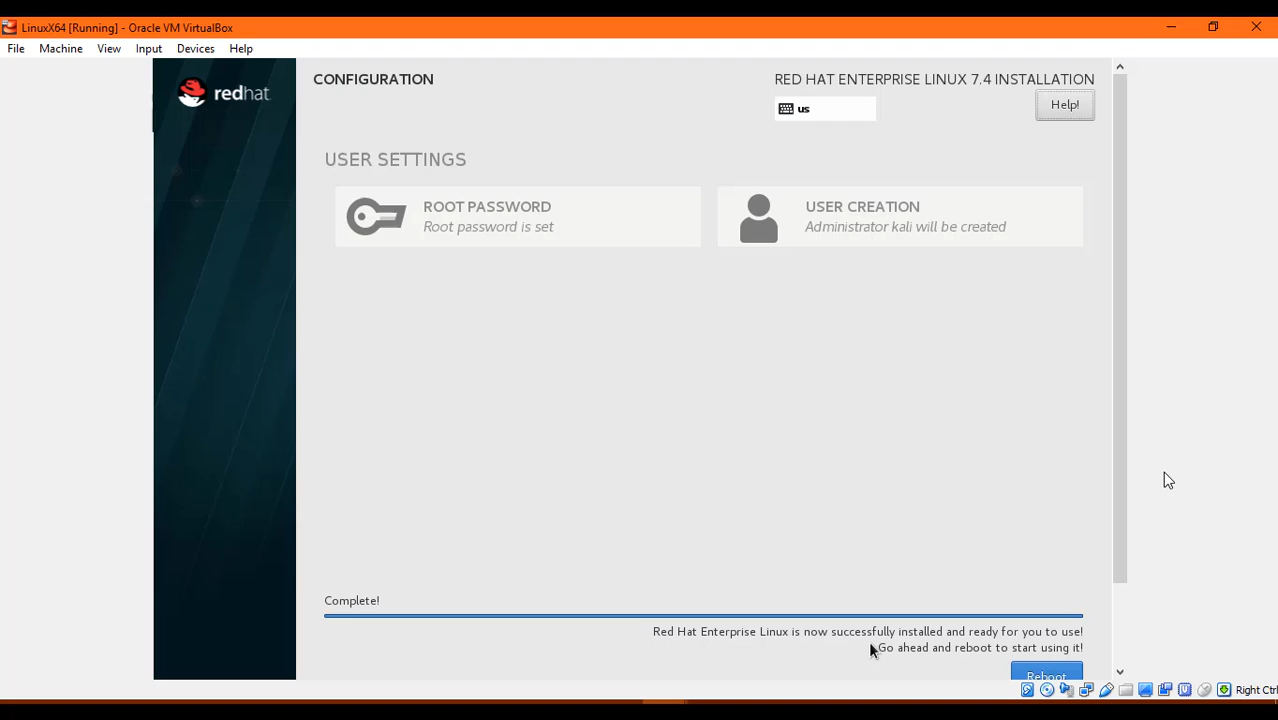 LinuxX64 [Running] - Oracle VM VirtualBox
File Machine View Input Devices Help
redhat.
CONFIGURATION
RED HAT ENTERPRISE LINUX 7.4 INSTALLATION
us
Help!
USER SETTINGS
ROOT PASSWORD
Root password is set
USER CREATION
Administrator kali will be created
Complete!
Red Hat Enterprise Linux is now successfully installed and ready for you to use!
Go ahead and reboot to start using it!
Reboot
Right Ctrl